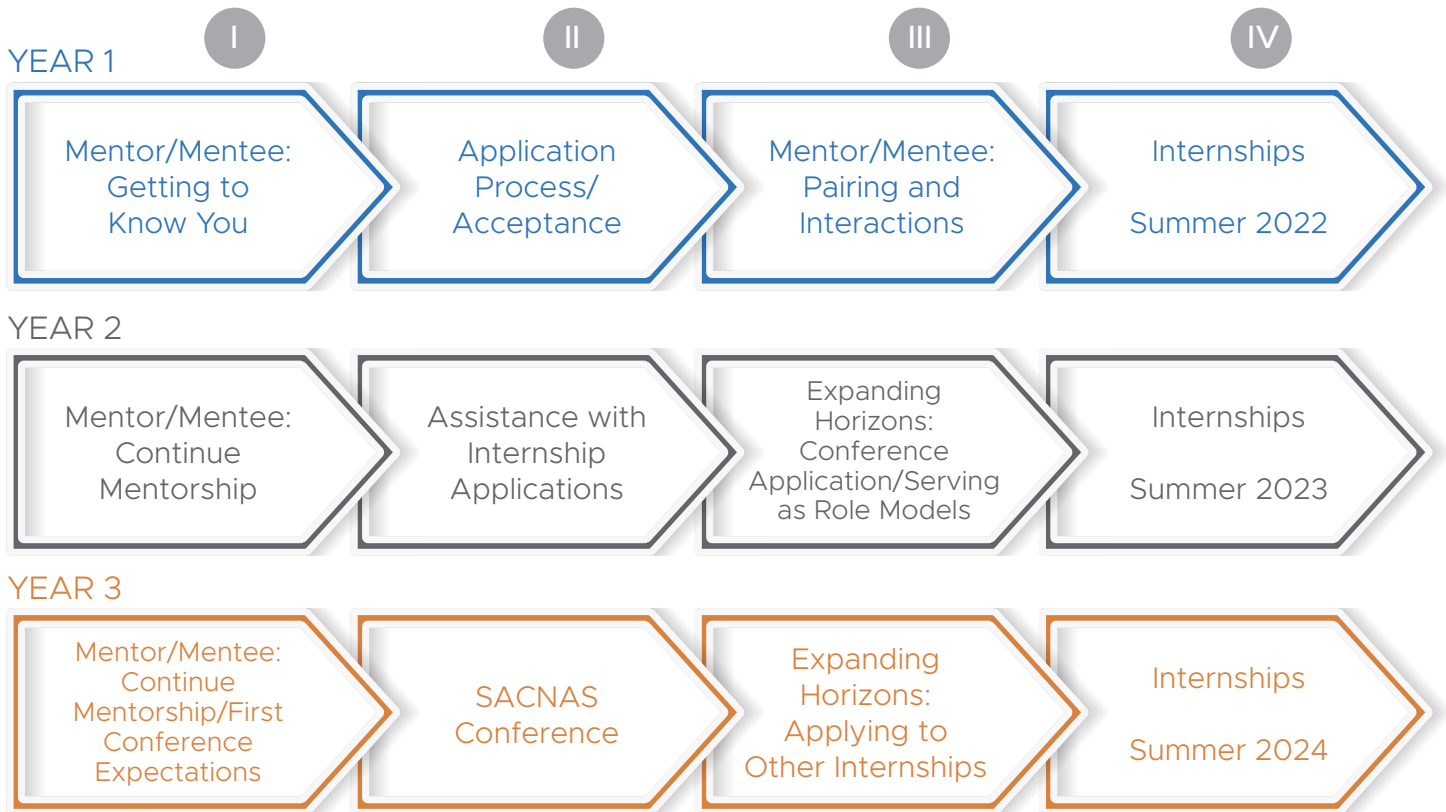 I
II
III
IV
YEAR 1
Mentor/Mentee:
Getting to
Know You
Application
Process/
Acceptance
Mentor/Mentee:
Pairing and
Interactions
Internships
Summer 2022
YEAR 2
Mentor/Mentee:
Continue
Mentorship
Assistance with
Internship
Applications
Expanding
Horizons:
Conference
Application/Serving
as Role Models
Internships
Summer 2023
YEAR 3
Mentor/Mentee:
Continue
Mentorship/First
Conference
Expectations
SACNAS
Conference
Expanding
Horizons:
Applying to
Other Internships
Internships
Summer 2024